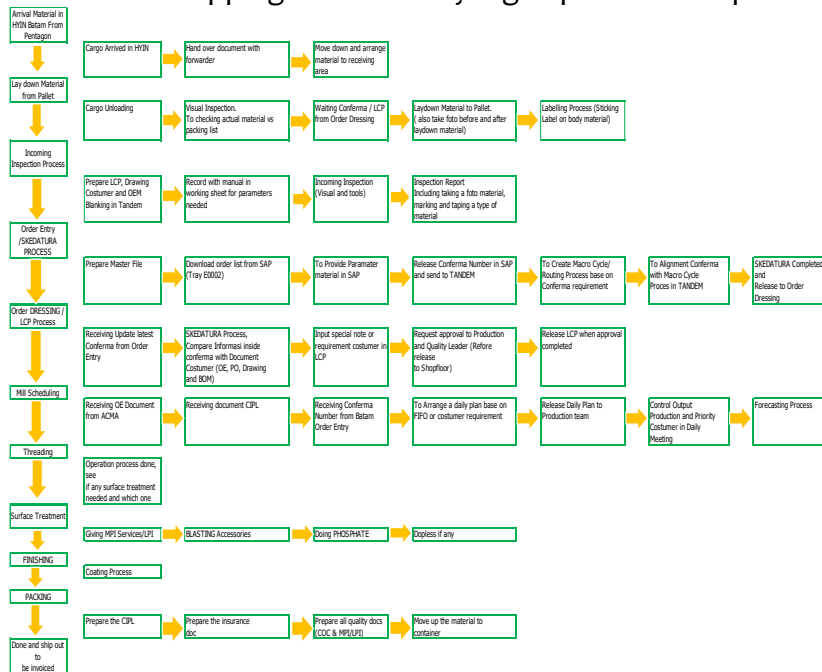 Arrival Material in
HYIN Batam From
Pentagon
Cargo Arrived in HYIN
Hand over document with
forwarder
Move down and arrange
material to receiving
area
Lay down Material
from Pallet
Cargo Unloading
Visual Inspection.
To checking actual material vs
packing list
Waiting Conferma / LCP
from Order Dressing
Laydown Material to Pallet.
( also take foto before and after
laydown material)
Labelling Process (Sticking
Label on body material)
Incoming
Inspection Process
Prepare LCP, Drawing
Costumer and OEM
Blanking in Tandem
Record with manual in
working sheet for parameters
needed
Incoming Inspection
(Visual and tools)
Inspection Report
Including taking a foto material,
marking and taping a type of
material
Order Entry
/SKEDATURA
PROCESS
Prepare Master File
Download order list from SAP
(Tray E0002)
To Provide Paramater
material in SAP
Release Conferma Number in SAP
and send to TANDEM
To Create Macro Cycle/
Routing Process base on
Conferma requirement
To Alignment Conferma
with Macro Cycle
Proces in TANDEM
SKEDATURA Completed
and
Release to Order
Dressing
Order DRESSING /
LCP Process
Receiving Update latest
Conferma from Order
Entry
SKEDATURA Process,
Compare Informasi inside
conferma with Document
Costumer (OE, PO, Drawing
and BOM)
Input special note or
requirement costumer in
LCP
Request approval to Production
and Quality Leader (Refore
release
to Shopfloor)
Release LCP when approval
completed
Mill Scheduling
Receiving OE Document
from ACMA
Receiving document CIPL
Receiving Conferma
Number from Batam
Order Entry
To Arrange a daily plan base on
FIFO or costumer requirement
Release Daily Plan to
Production team
Control Output
Production and Priority
Costumer in Daily
Meeting
Forecasting Process
Threading
Operation process done,
see
if any surface treatment
needed and which one
Surface Treatment
Giving MPI Services/LPI
BLASTING Accessories
Doing PHOSPHATE
Dopless if any
FINISHING
Coating Process
PACKING
Prepare the CIPL
Prepare the insurance
doc
Prepare all quality docs
(COC & MPI/LPI)
Move up the material to
container
Done and ship out
to
be invoiced